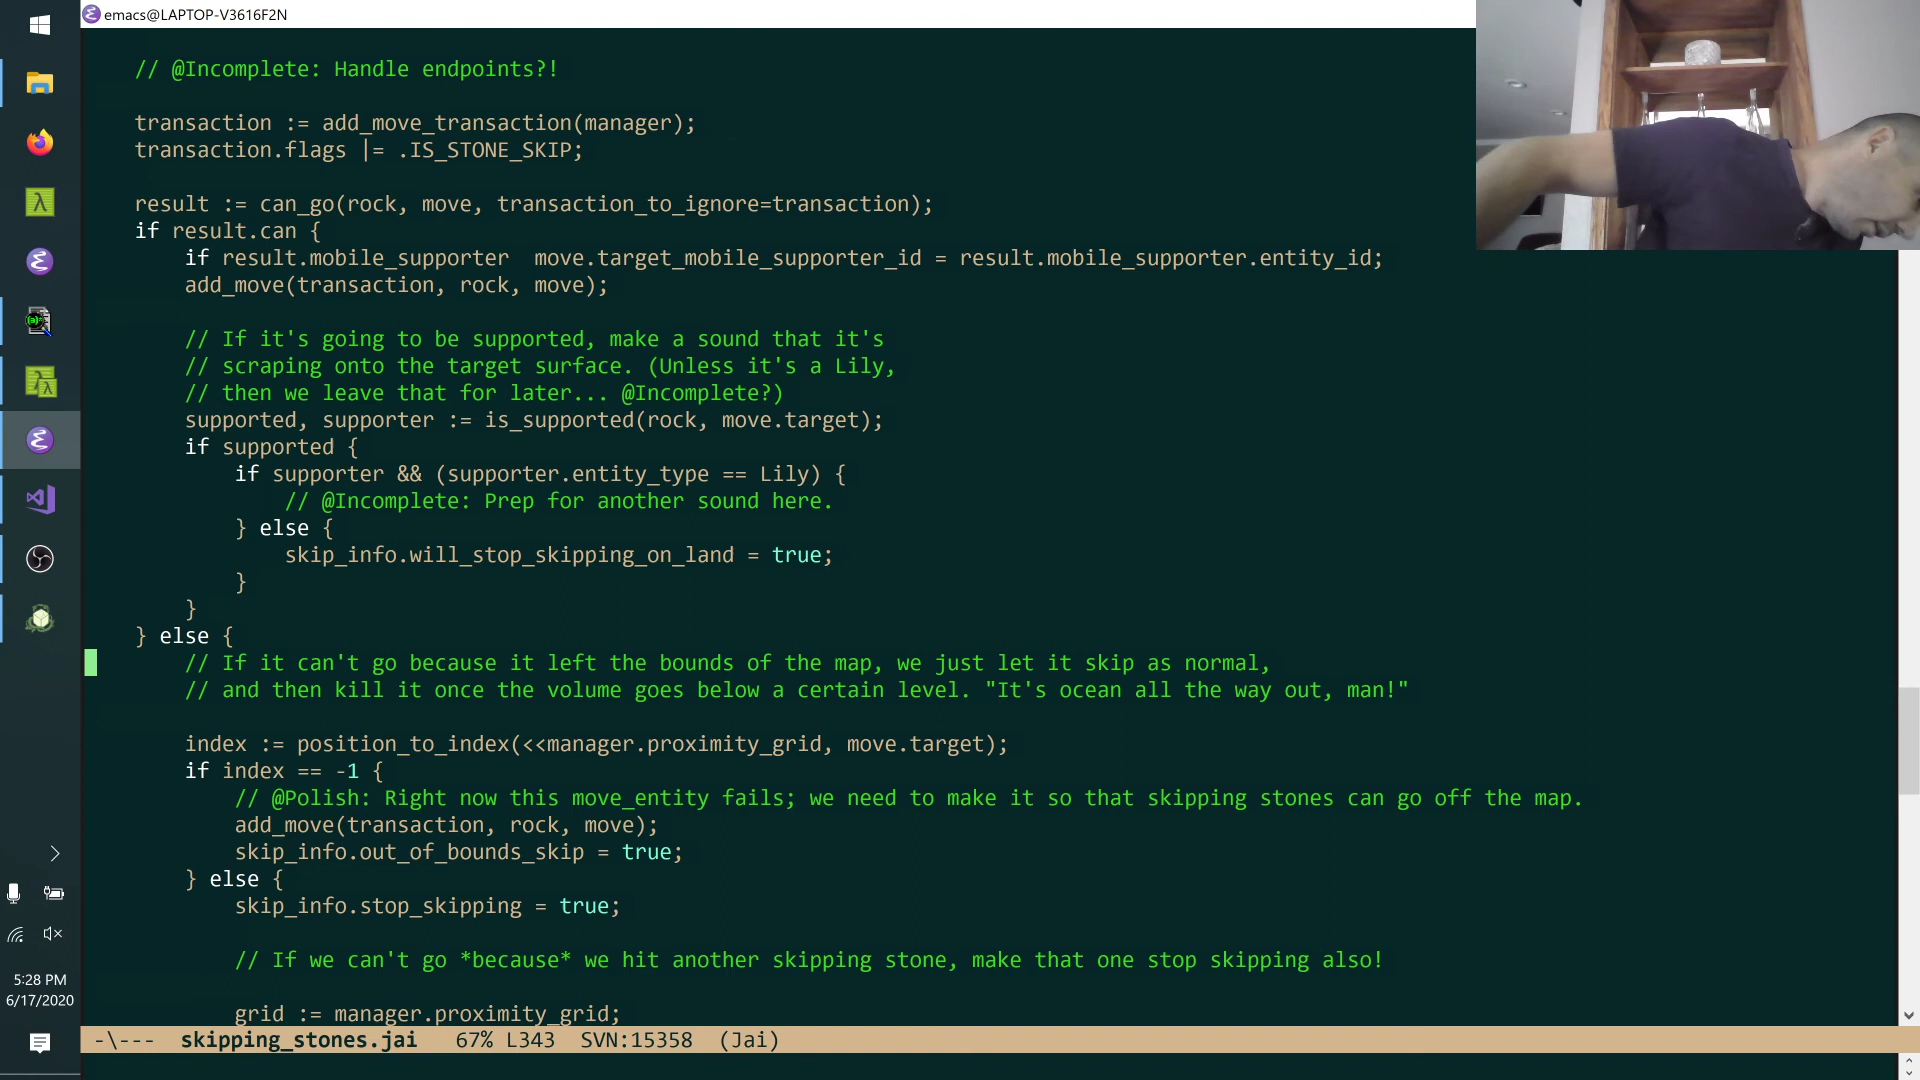 emacs@LAPTOP-V3616F2N
// @Incomplete: Handle endpoints?!
transaction := add_move_transaction(manager);
transaction.flags |= .IS_STONE_SKIP;
result := can_go(rock, move, transaction_to_ignore=transaction);
if result.can {
if result.mobile_supporter  move.target_mobile_supporter_id = result.mobile_supporter.entity_id;
add_move(transaction, rock, move);
// If it's going to be supported, make a sound that it's
// scraping onto the target surface. (Unless it's a Lily,
// then we leave that for later... @Incomplete?)
supported, supporter := is_supported(rock, move.target);
if supported {
if supporter && (supporter.entity_type == Lily) {
// @Incomplete: Prep for another sound here.
} else {
skip_info.will_stop_skipping_on_land = true;
}
}
} else {
// If it can't go because it left the bounds of the map, we just let it skip as normal,
// and then kill it once the volume goes below a certain level. "It's ocean all the way out, man!"
index := position_to_index(<<manager.proximity_grid, move.target);
if index == -1 {
// @Polish: Right now this move_entity fails; we need to make it so that skipping stones can go off the map.
add_move(transaction, rock, move);
skip_info.out_of_bounds_skip = true;
} else {
skip_info.stop_skipping = true;
// If we can't go *because* we hit another skipping stone, make that one stop skipping also!
grid := manager.proximity_grid;
-\---  skipping_stones.jai   67% L343  SVN:15358  (Jai)
5:28 PM
6/17/2020